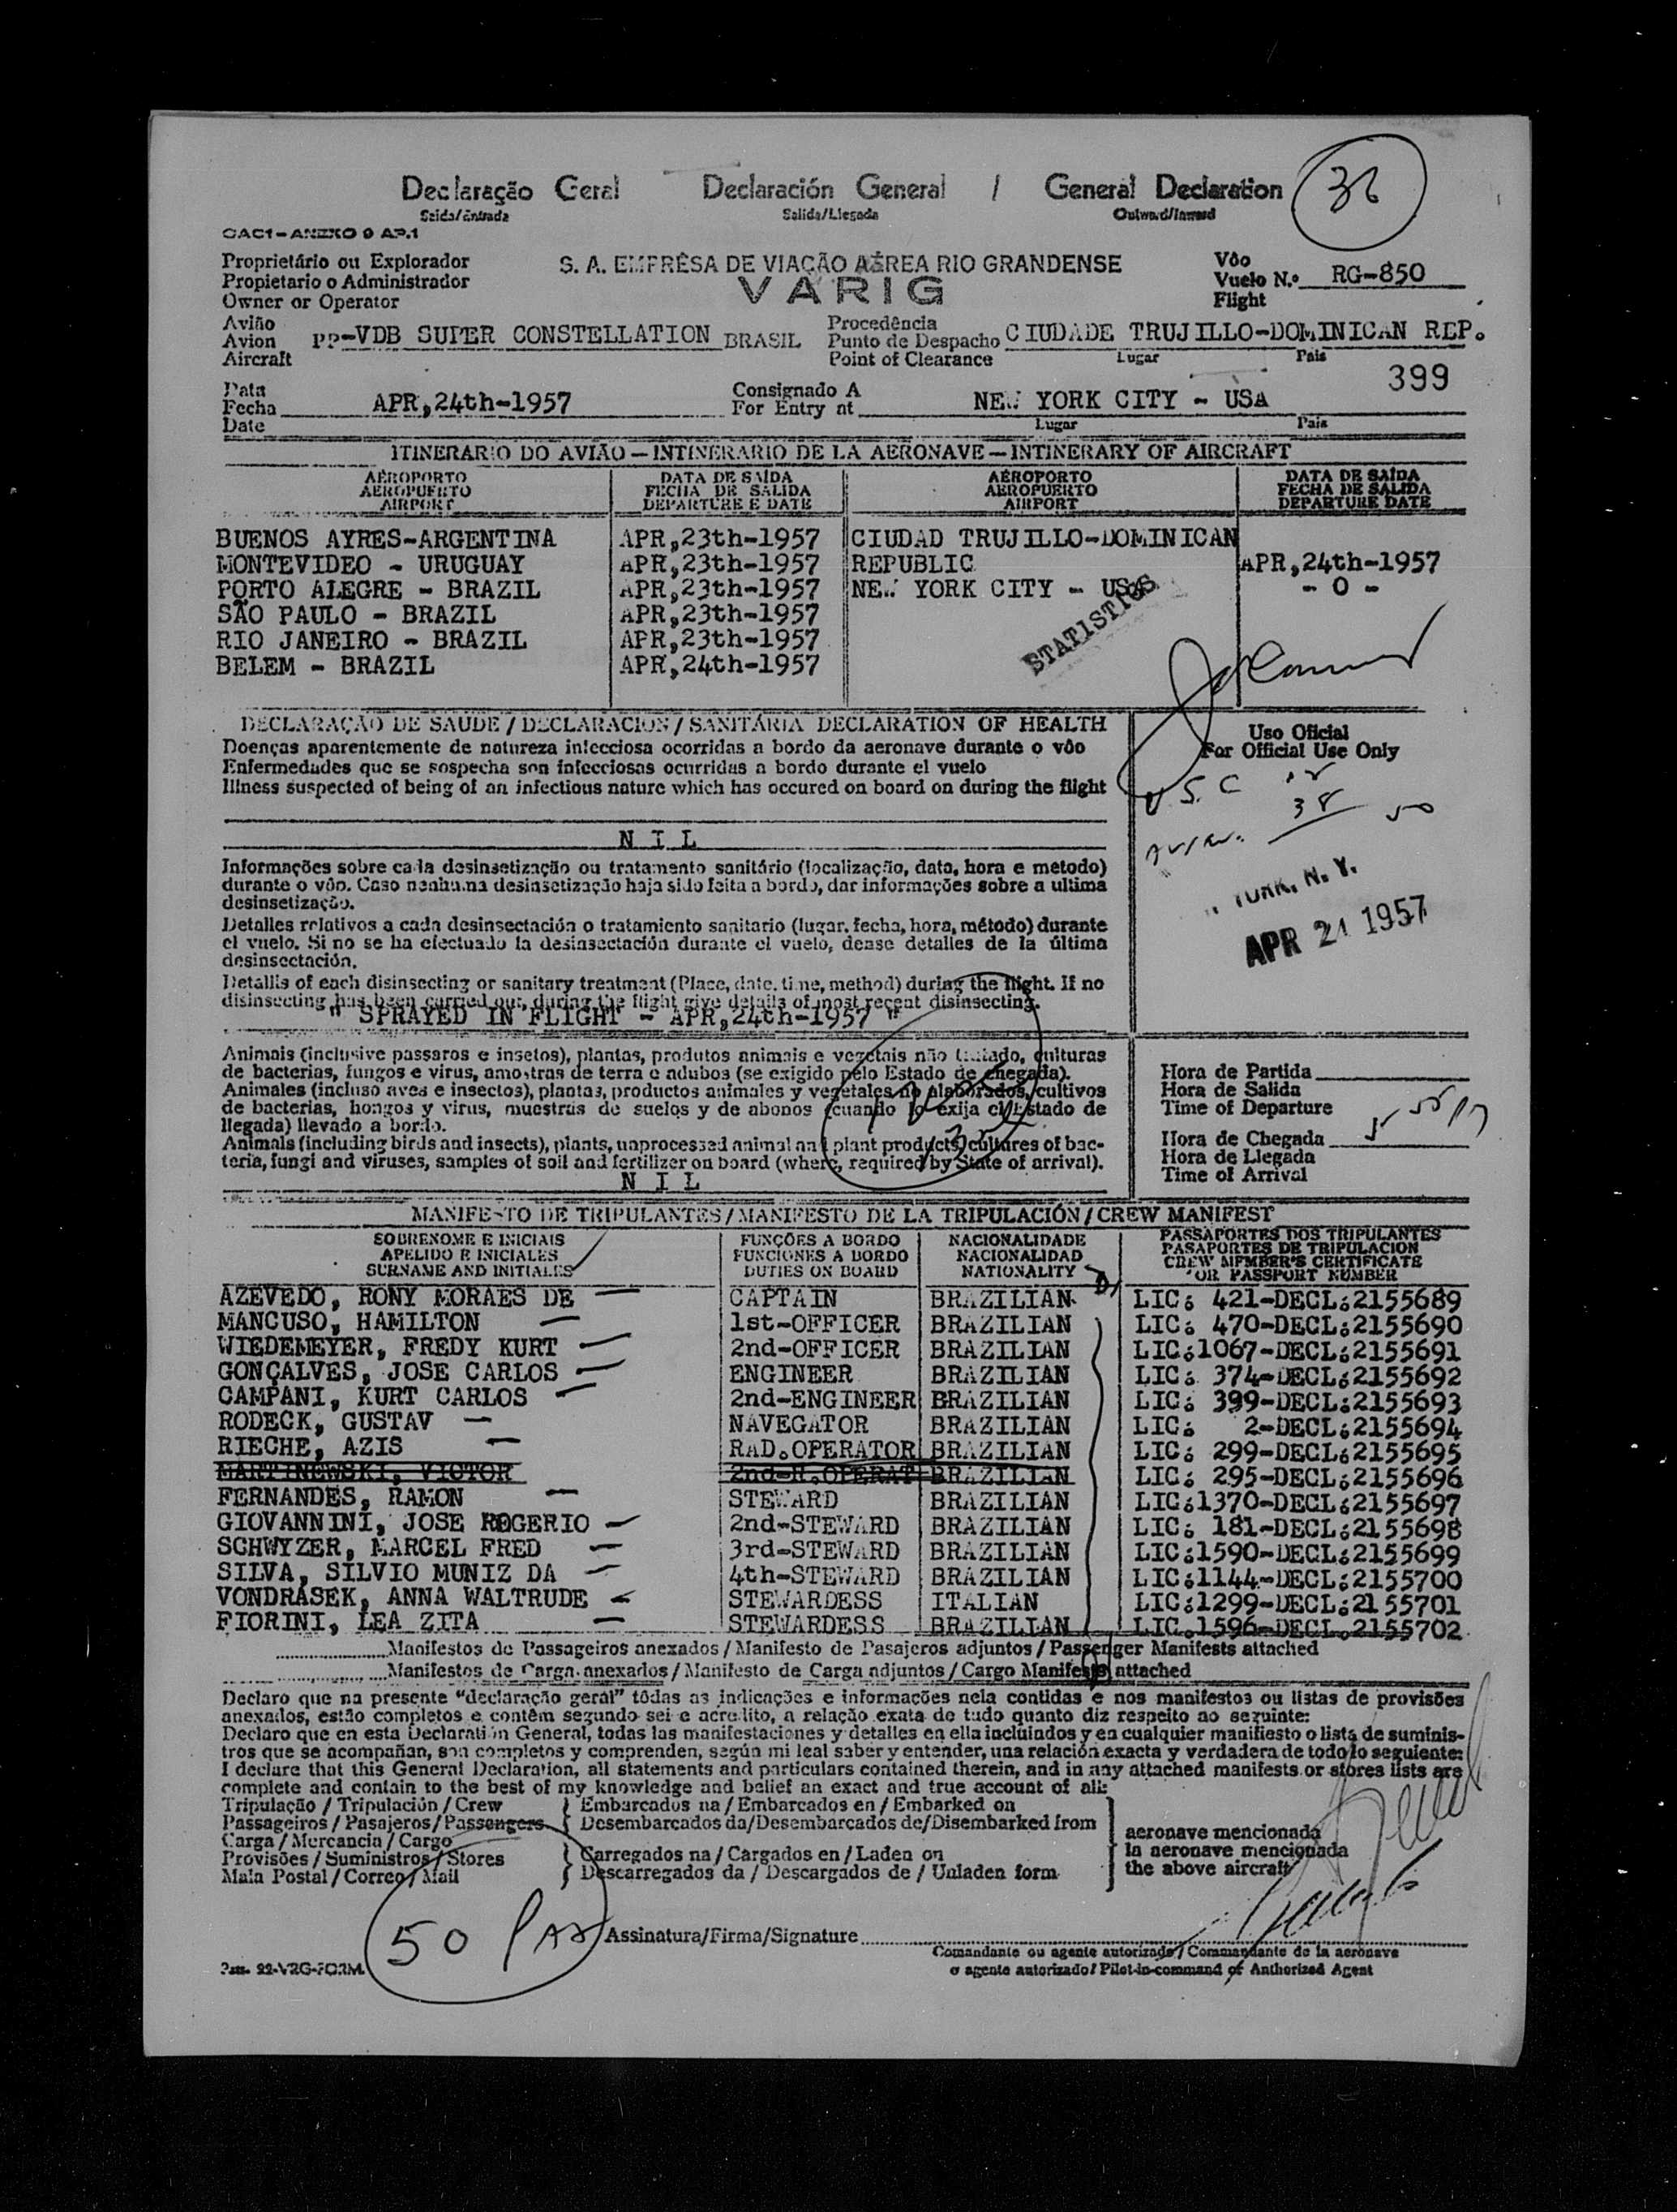 Declaração Geral Declaración General / General Declaration 36
Saida/Entrada Salida/Llegada Outward/Inward
OACI-ANEXO 9 AP.1
Proprietário ou Explorador
Propietario o Administrador
Owner or Operator
S. A. EMPRÊSA DE VIAÇÃO AÉREA RIO GRANDENSE
VARIG
Vôo
Vuelo N.º RG-850
Flight
Avião
Avion PP-VDB SUPER CONSTELLATION BRASIL
Aircraft
Procedência
Punto de Despacho CIUDADE TRUJILLO-DOMINICAN REP.
Point of Clearance Lugar Pais
399
Data
Fecha APR,24th-1957
Date
Consignado A
For Entry at NEW YORK CITY - USA
Lugar Pais
ITINERARIO DO AVIÃO — INTINERARIO DE LA AERONAVE — INTINERARY OF AIRCRAFT
AÉROPORTO DATA DE SAÍDA AÉROPORTO DATA DE SAÍDA
AEROPUERTO FECHA DE SALIDA AEROPUERTO FECHA DE SALIDA
AIRPORT DEPARTURE E DATE AIRPORT DEPARTURE DATE
BUENOS AYRES-ARGENTINA APR,23th-1957 CIUDAD TRUJILLO-DOMINICAN
MONTEVIDEO - URUGUAY APR,23th-1957 REPUBLIC APR,24th-1957
PORTO ALEGRE - BRAZIL APR,23th-1957 NEW YORK CITY - USA - 0 -
SÃO PAULO - BRAZIL APR,23th-1957
RIO JANEIRO - BRAZIL APR,23th-1957
BELEM - BRAZIL APR,24th-1957
STATISTICS
DECLARAÇÃO DE SAUDE / DECLARACION / SANITÁRIA DECLARATION OF HEALTH
Doenças aparentemente de natureza infecciosa ocorridas a bordo da aeronave durante o vôo
Enfermedades que se sospecha son infecciosas ocurridas a bordo durante el vuelo
Illness suspected of being of an infectious nature which has occured on board on during the flight
NIL
Uso Oficial
For Official Use Only
U.S.C 12
38 50
YORK, N. Y.
APR 24 1957
Informações sobre cada desinsetização ou tratamento sanitário (localização, data, hora e metodo)
durante o vôo. Caso nenhuma desinsetização haja sido feita a bordo, dar informações sobre a ultima
desinsetização.
Detalles relativos a cada desinsectación o tratamiento sanitario (lugar, fecha, hora, método) durante
el vuelo. Si no se ha efectuado la desinsectación durante el vuelo, dense detalles de la última
desinsectación.
Detallis of each disinsecting or sanitary treatment (Place, date, time, method) during the flight. If no
disinsecting has been carried out, during the flight give details of most recent disinsecting.
" SPRAYED IN FLIGHT - APR,24th-1957 "
Animais (inclusive passaros e insetos), plantas, produtos animais e vegetais não tratado, culturas
de bacterias, fungos e virus, amostras de terra e adubos (se exigido pelo Estado de chegada).
Animales (incluso aves e insectos), plantas, productos animales y vegetales no elaborados, cultivos
de bacterias, hongos y virus, muestras de suelos y de abonos (cuando lo exija el Estado de
llegada) llevado a bordo.
Animals (including birds and insects), plants, unprocessed animal and plant products, cultures of bac-
teria, fungi and viruses, samples of soil and fertilizer on board (where, required by State of arrival).
NIL
Hora de Partida
Hora de Salida
Time of Departure
Hora de Chegada 5 55 PM
Hora de Llegada
Time of Arrival
MANIFESTO DE TRIPULANTES / MANIFESTO DE LA TRIPULACIÓN / CREW MANIFEST
SOBRENOME E INICIAIS FUNÇÕES A BORDO NACIONALIDADE PASSAPORTES DOS TRIPULANTES
APELIDO E INICIALES FUNCIONES A BORDO NACIONALIDAD PASAPORTES DE TRIPULACION
SURNAME AND INITIALES DUTIES ON BOARD NATIONALITY CREW MEMBER'S CERTIFICATE
OR PASSPORT NUMBER
AZEVEDO, RONY MORAES DE CAPTAIN BRAZILIAN LIC: 421-DECL:2155689
MANCUSO, HAMILTON 1st-OFFICER BRAZILIAN LIC: 470-DECL:2155690
WIEDEMEYER, FREDY KURT 2nd-OFFICER BRAZILIAN LIC:1067-DECL:2155691
GONÇALVES, JOSE CARLOS ENGINEER BRAZILIAN LIC: 374-DECL:2155692
CAMPANI, KURT CARLOS 2nd-ENGINEER BRAZILIAN LIC: 399-DECL:2155693
RODECK, GUSTAV NAVEGATOR BRAZILIAN LIC: 2-DECL:2155694
RIECHE, AZIS RAD.OPERATOR BRAZILIAN LIC: 299-DECL:2155695
MARTINEWSKI, VICTOR 2nd-R.OPERAT BRAZILIAN LIC: 295-DECL:2155696
FERNANDES, RAMON STEWARD BRAZILIAN LIC:1370-DECL:2155697
GIOVANNINI, JOSE ROGERIO 2nd-STEWARD BRAZILIAN LIC: 181-DECL:2155698
SCHWYZER, MARCEL FRED 3rd-STEWARD BRAZILIAN LIC:1590-DECL:2155699
SILVA, SILVIO MUNIZ DA 4th-STEWARD BRAZILIAN LIC:1144-DECL:2155700
VONDRASEK, ANNA WALTRUDE STEWARDESS ITALIAN LIC:1299-DECL:2155701
FIORINI, LEA ZITA STEWARDESS BRAZILIAN LIC.1596-DECL.2155702
Manifestos de Passageiros anexados / Manifiesto de Pasajeros adjuntos / Passenger Manifests attached
Manifestos de Carga anexados / Manifiesto de Carga adjuntos / Cargo Manifests attached
Declaro que na presente "declaração geral" tôdas as indicações e informações nela contidas e nos manifestos ou listas de provisões
anexados, estão completos e contêm segundo sei e acredito, a relação exata de tudo quanto diz respeito ao seguinte:
Declaro que en esta Declaratión General, todas las manifestaciones y detalles en ella incluindos y en cualquier manifiesto o lista de suminis-
tros que se acompañan, son completos y comprenden, según mi leal saber y entender, una relación exacta y verdadera de todo lo seguiente:
I declare that this General Declaration, all statements and particulars contained therein, and in any attached manifests or stores lists are
complete and contain to the best of my knowledge and belief an exact and true account of all:
Tripulação / Tripulación / Crew
Passageiros / Pasajeros / Passengers
Carga / Mercancia / Cargo
Provisões / Suministros / Stores
Mala Postal / Correo / Mail
Embarcados na / Embarcados en / Embarked on
Desembarcados da/Desembarcados de/Disembarked from
Carregados na / Cargados en / Laden on
Descarregados da / Descargados de / Unladen form
aeronave mencionada
la aeronave mencionada
the above aircraft
50 Pax
Assinatura/Firma/Signature
Comandante ou agente autorizado / Commandante de la aeronave
o agente autorizado / Pilot-in-command of Anthorized Agent